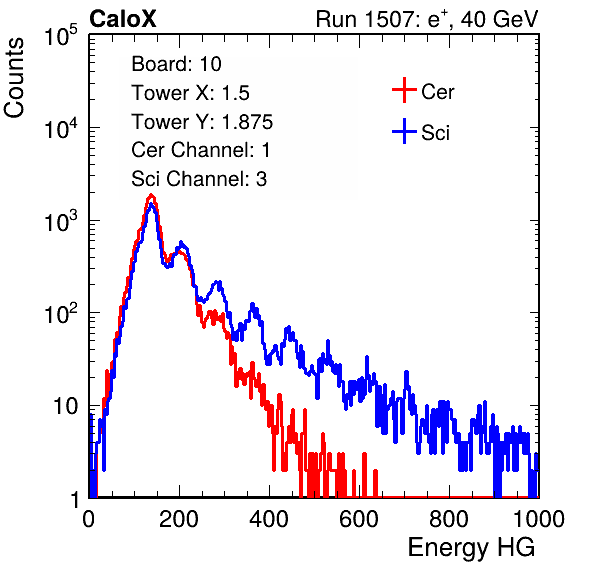 CaloX Run 1507: e⁺, 40 GeV
Counts
Board: 10
Tower X: 1.5
Tower Y: 1.875
Cer Channel: 1
Sci Channel: 3
Cer
Sci
10⁵
10⁴
10³
10²
10
1
0 200 400 600 800 1000
Energy HG